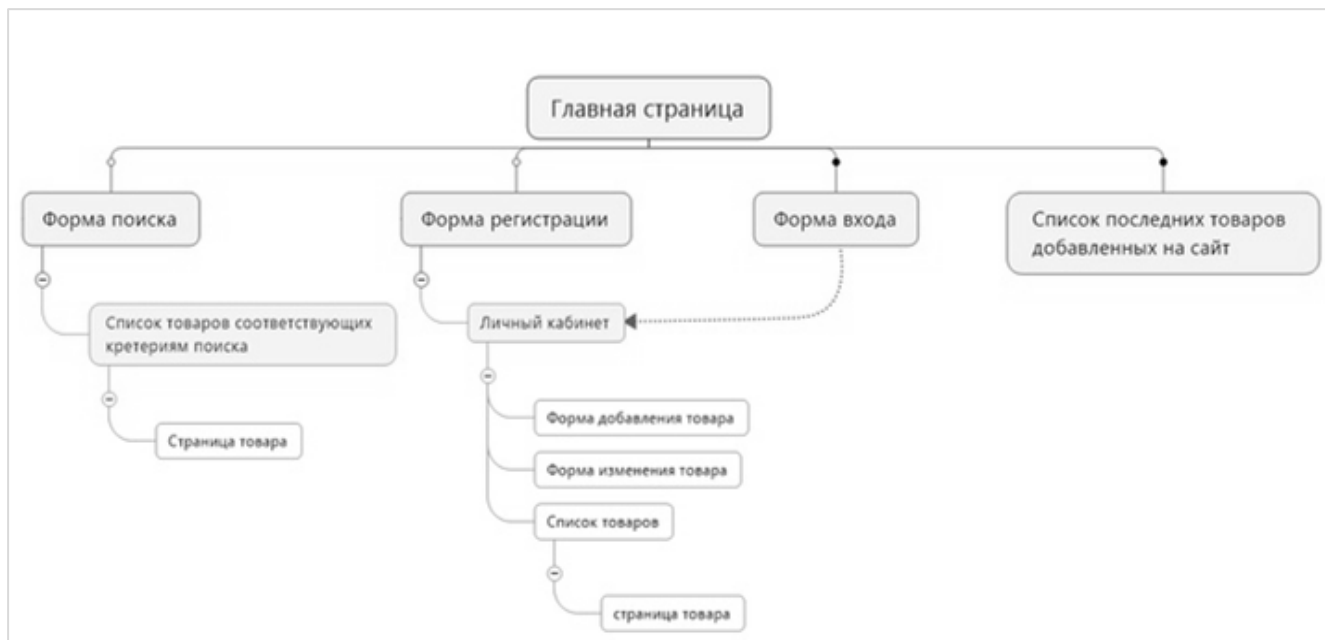 Главная страница
Форма поиска
Форма регистрации
Форма входа
Список последних товаров
добавленных на сайт
Список товаров соответствующих
кретериям поиска
Личный кабинет
Страница товара
Форма добавления товара
Форма изменения товара
Список товаров
страница товара